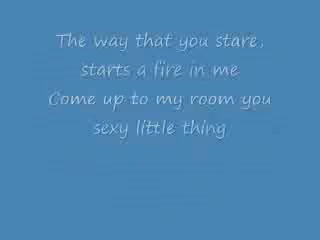 The way that you stare,
starts a fire in me
Come up to my room you
sexy little thing